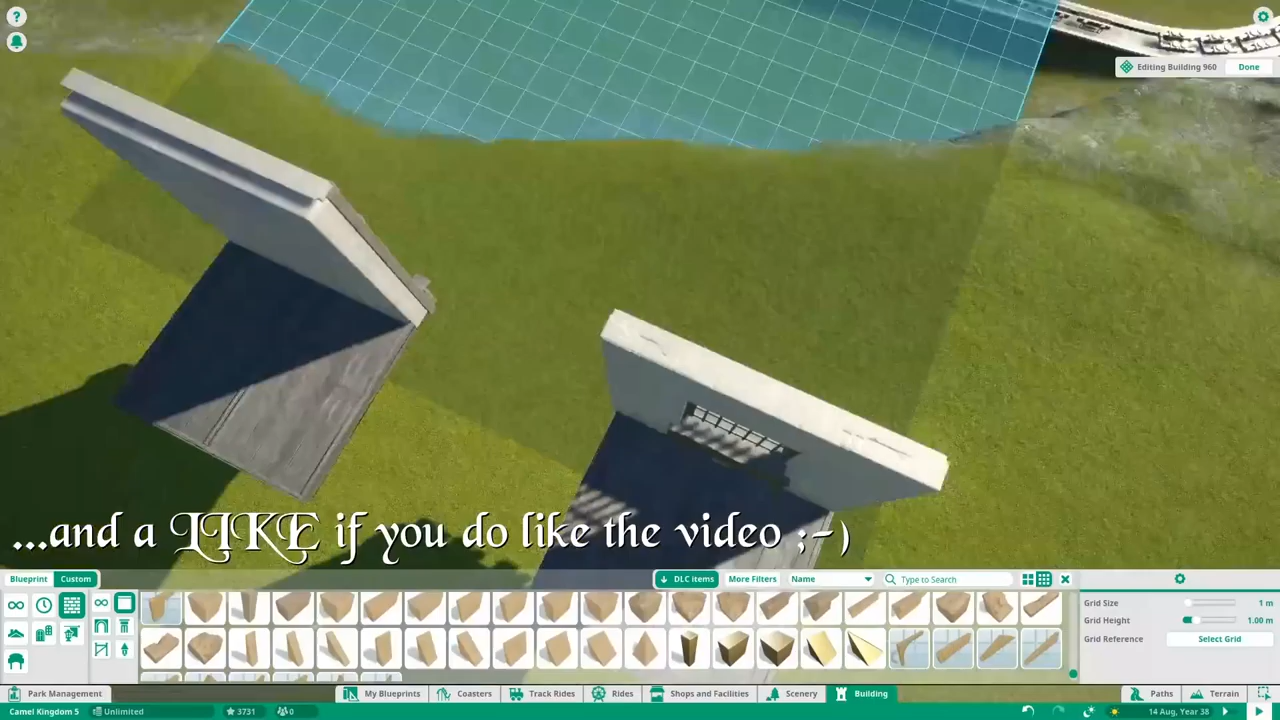 ?
Editing Building 960
Done
...and a LIKE if you do like the video ;-)
Blueprint
Custom
DLC items
More Filters
Name
Type to Search
Grid Size
1 m
Grid Height
1.00 m
Grid Reference
Select Grid
Park Management
My Blueprints
Coasters
Track Rides
Rides
Shops and Facilities
Scenery
Building
Paths
Terrain
Camel Kingdom 5
Unlimited
3731
0
14 Aug, Year 38